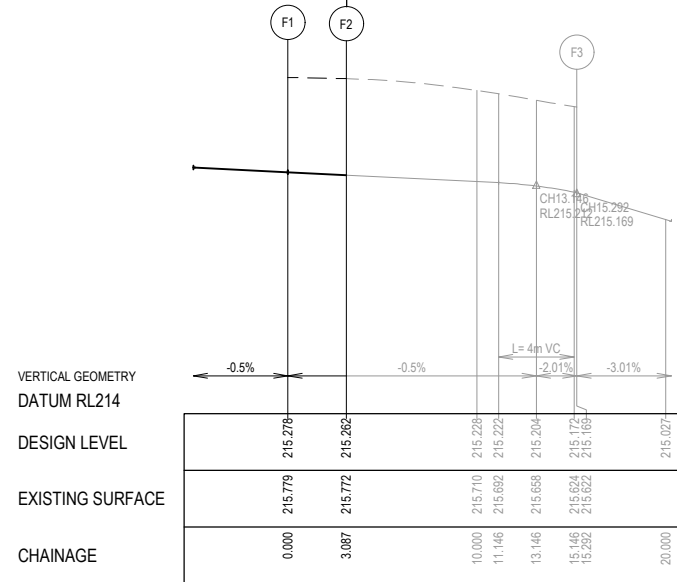 F1
F2
F3
CH13.146
RL215.212
CH15.292
RL215.169
L= 4m VC
-0.5%
-0.5%
-2.01%
-3.01%
VERTICAL GEOMETRY
DATUM RL214
DESIGN LEVEL 215.278 215.262 215.228 215.222 215.204 215.172 215.169 215.027
EXISTING SURFACE 215.779 215.772 215.710 215.692 215.658 215.624 215.622
CHAINAGE 0.000 3.087 10.000 11.146 13.146 15.146 15.292 20.000